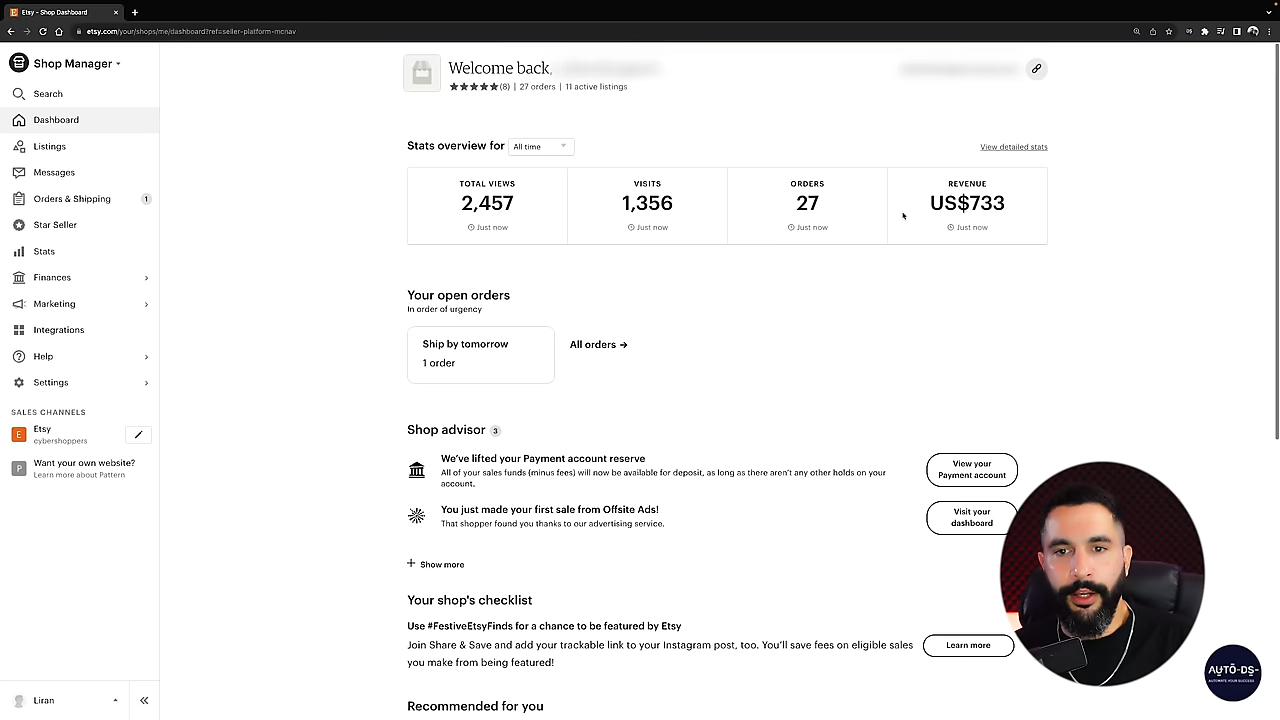 Etsy - Shop Dashboard
etsy.com/your/shops/me/dashboard?ref=seller-platform-mcnav
Shop Manager
Search
Dashboard
Listings
Messages
Orders & Shipping 1
Star Seller
Stats
Finances
Marketing
Integrations
Help
Settings
SALES CHANNELS
E Etsy
cybershoppers
P Want your own website?
Learn more about Pattern
Liran
Welcome back,
(8) | 27 orders | 11 active listings
Stats overview for All time
View detailed stats
TOTAL VIEWS
2,457
Just now
VISITS
1,356
Just now
ORDERS
27
Just now
REVENUE
US$733
Just now
Your open orders
In order of urgency
Ship by tomorrow
1 order
All orders →
Shop advisor 3
We've lifted your Payment account reserve
All of your sales funds (minus fees) will now be available for deposit, as long as there aren't any other holds on your
account.
View your
Payment account
You just made your first sale from Offsite Ads!
That shopper found you thanks to our advertising service.
Visit your
dashboard
+ Show more
Your shop's checklist
Use #FestiveEtsyFinds for a chance to be featured by Etsy
Join Share & Save and add your trackable link to your Instagram post, too. You'll save fees on eligible sales
you make from being featured!
Learn more
Recommended for you
AUTO-DS-
AUTOMATE YOUR SUCCESS